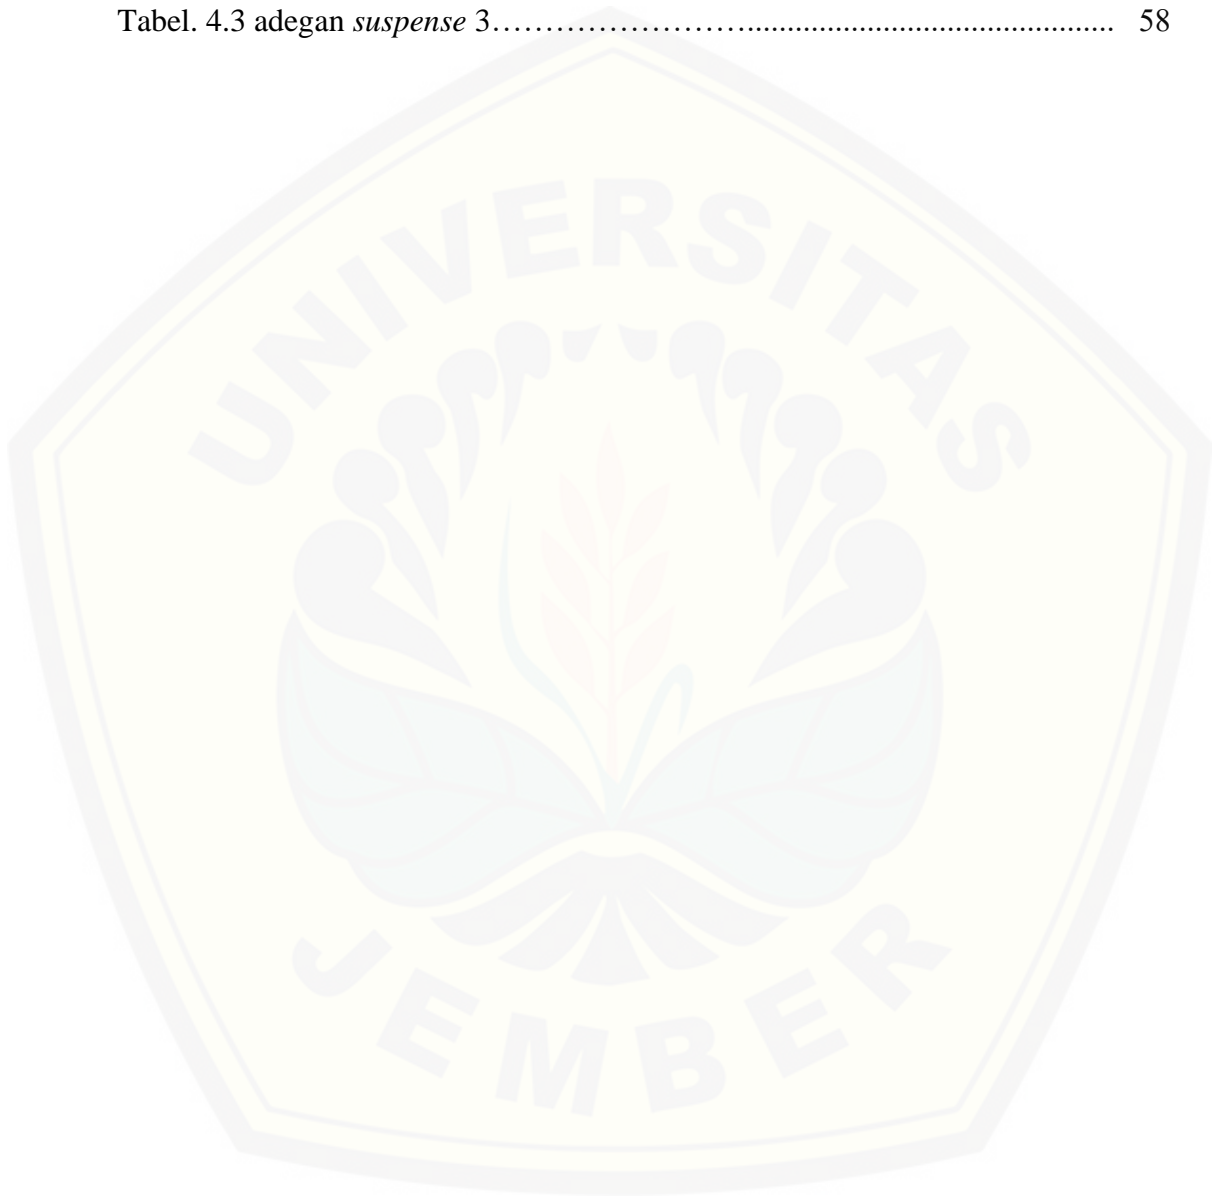 Tabel. 4.3 adegan suspense 3……………………............................................... 58
UNIVERSITAS
JEMBER